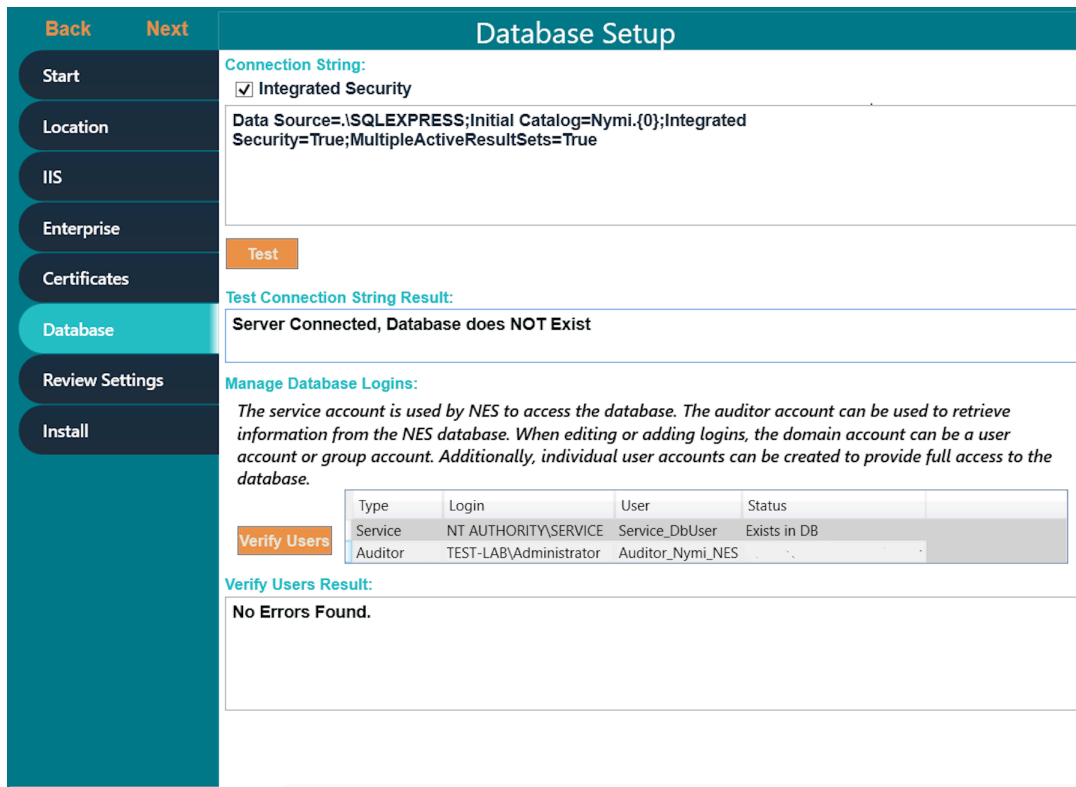 Back Next
Database Setup
Start
Location
IIS
Enterprise
Certificates
Database
Review Settings
Install
Connection String:
Integrated Security
Data Source=.\SQLEXPRESS;Initial Catalog=Nymi.{0};Integrated
Security=True;MultipleActiveResultSets=True
Test
Test Connection String Result:
Server Connected, Database does NOT Exist
Manage Database Logins:
The service account is used by NES to access the database. The auditor account can be used to retrieve
information from the NES database. When editing or adding logins, the domain account can be a user
account or group account. Additionally, individual user accounts can be created to provide full access to the
database.
Verify Users
Type Login User Status
Service NT AUTHORITY\SERVICE Service_DbUser Exists in DB
Auditor TEST-LAB\Administrator Auditor_Nymi_NES
Verify Users Result:
No Errors Found.